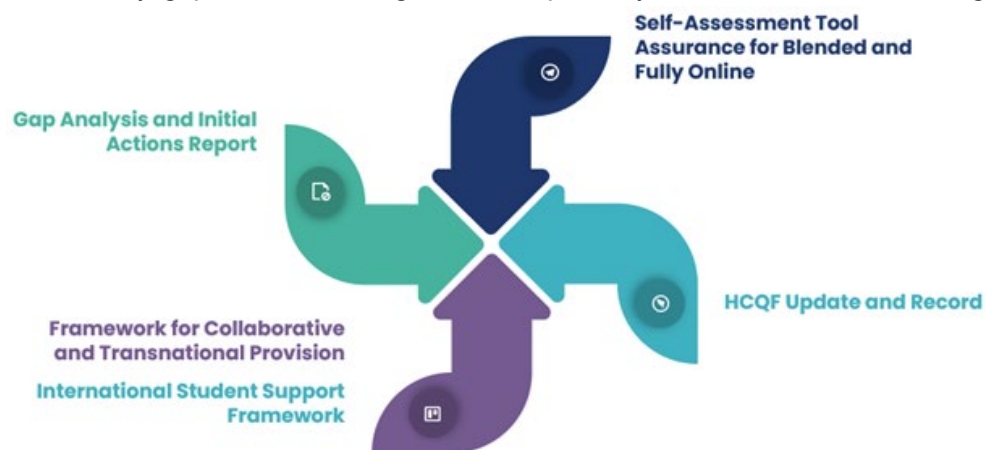 Self-Assessment Tool
Assurance for Blended and
Fully Online
Gap Analysis and Initial
Actions Report
HCQF Update and Record
Framework for Collaborative
and Transnational Provision
International Student Support
Framework